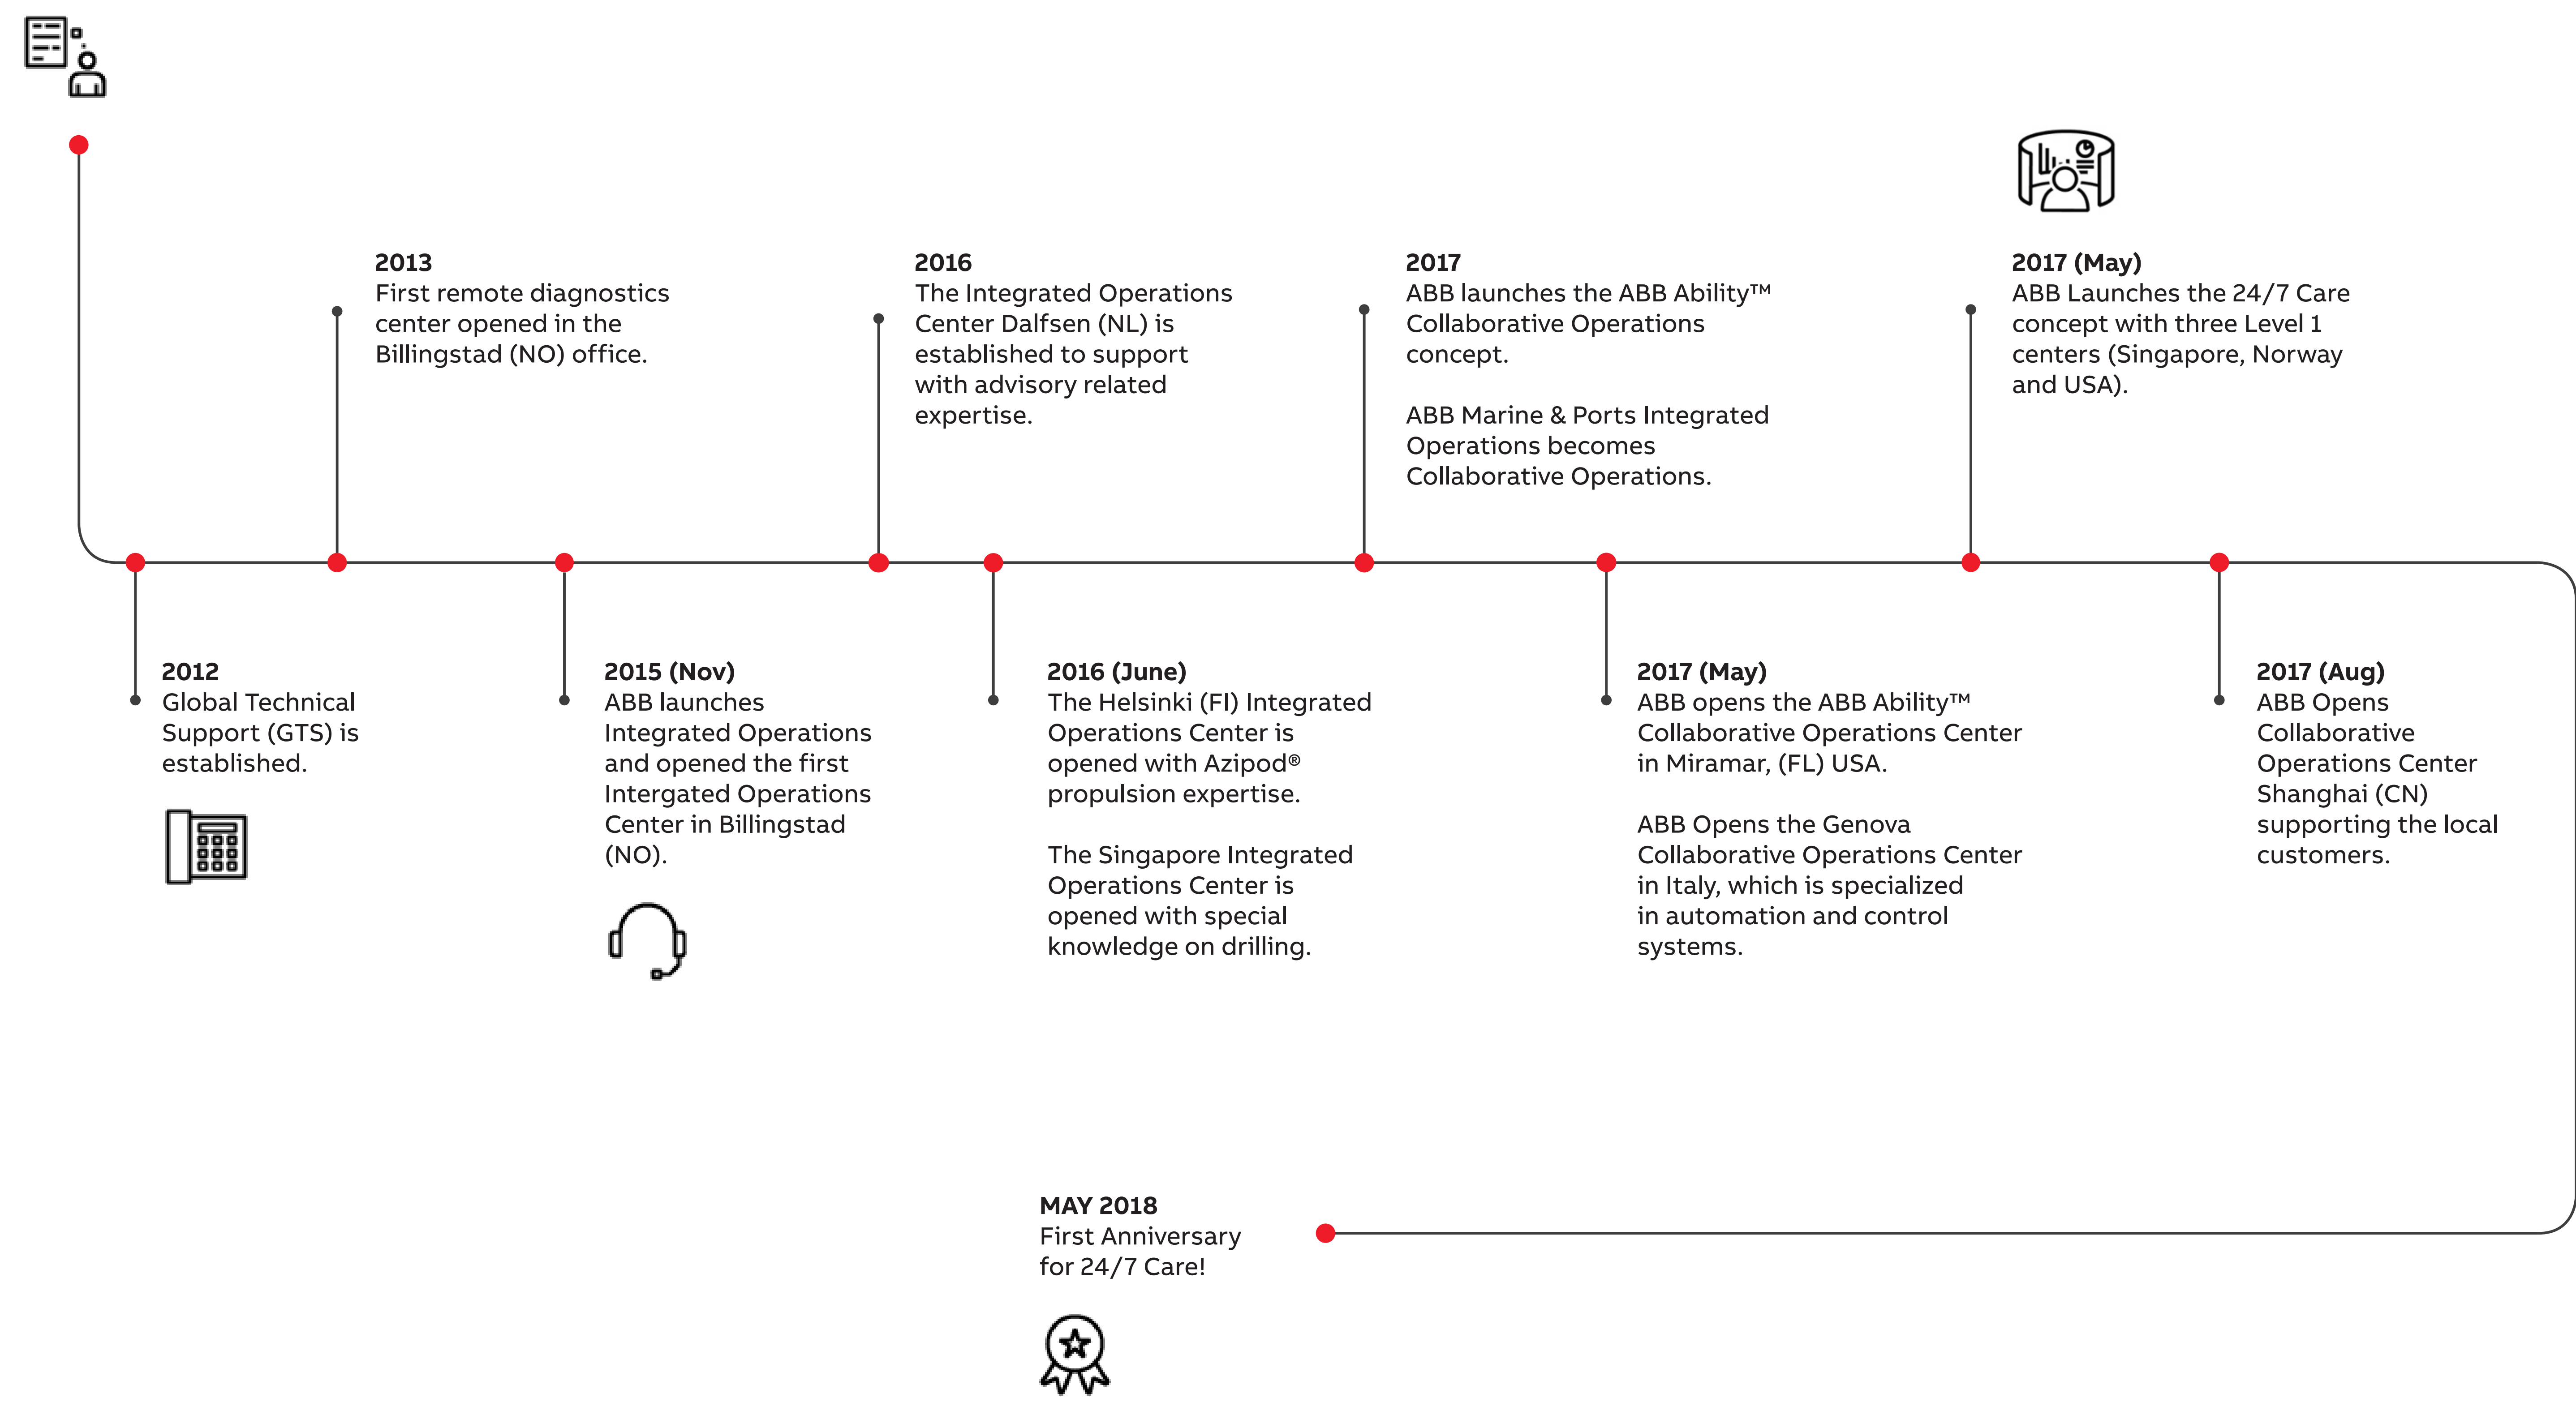 2013
First remote diagnostics
center opened in the
Billingstad (NO) office.
2016
The Integrated Operations
Center Dalfsen (NL) is
established to support
with advisory related
expertise.
2017
ABB launches the ABB Ability™
Collaborative Operations
concept.
ABB Marine & Ports Integrated
Operations becomes
Collaborative Operations.
2017 (May)
ABB Launches the 24/7 Care
concept with three Level 1
centers (Singapore, Norway
and USA).
2012
Global Technical
Support (GTS) is
established.
2015 (Nov)
ABB launches
Integrated Operations
and opened the first
Intergated Operations
Center in Billingstad
(NO).
2016 (June)
The Helsinki (FI) Integrated
Operations Center is
opened with Azipod®
propulsion expertise.
The Singapore Integrated
Operations Center is
opened with special
knowledge on drilling.
2017 (May)
ABB opens the ABB Ability™
Collaborative Operations Center
in Miramar, (FL) USA.
ABB Opens the Genova
Collaborative Operations Center
in Italy, which is specialized
in automation and control
systems.
2017 (Aug)
ABB Opens
Collaborative
Operations Center
Shanghai (CN)
supporting the local
customers.
MAY 2018
First Anniversary
for 24/7 Care!